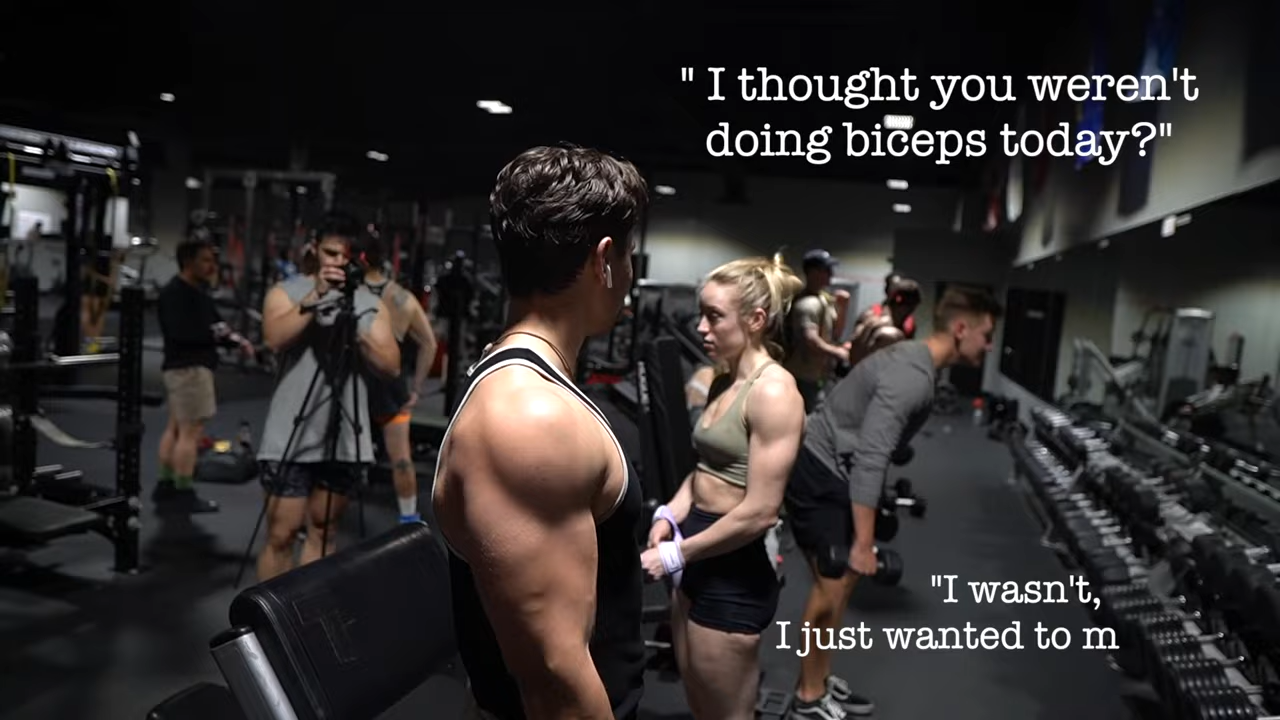 " I thought you weren't
doing biceps today?"
"I wasn't,
I just wanted to m